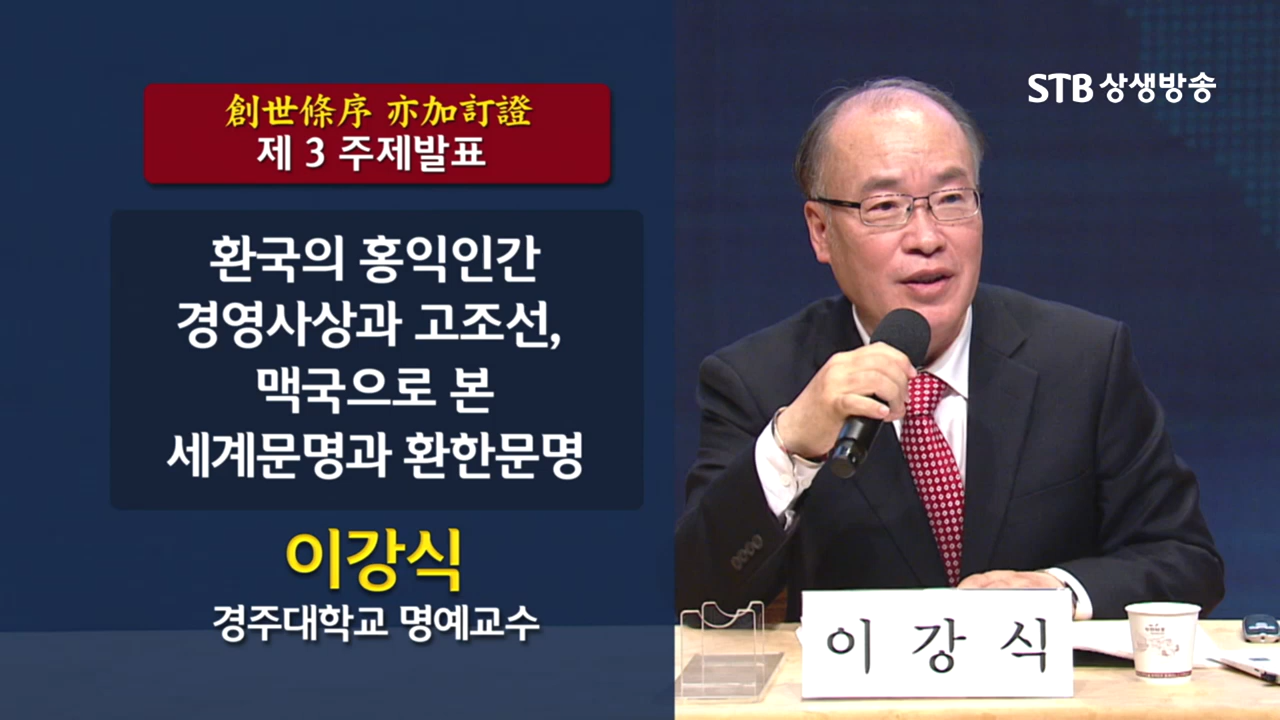 創世條序 亦加訂證
제 3 주제발표
환국의 홍익인간
경영사상과 고조선,
맥국으로 본
세계문명과 환한문명
이강식
경주대학교 명예교수
STB 상생방송
이 강 식